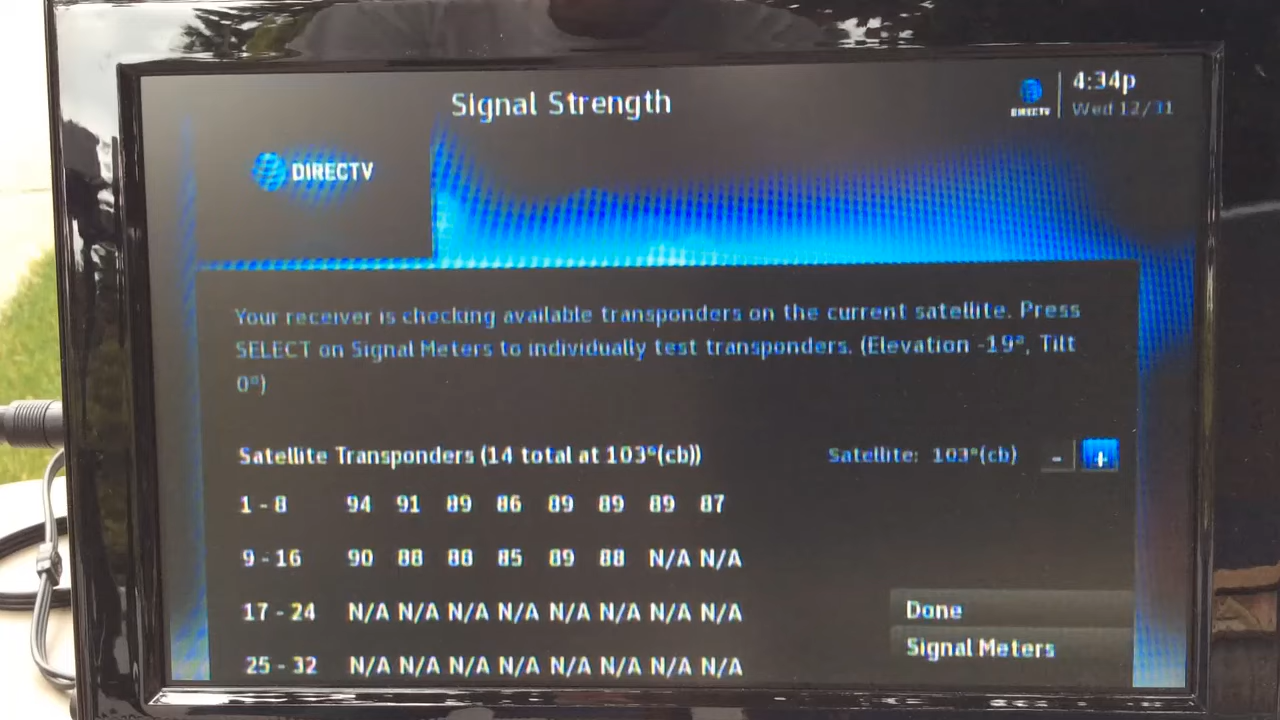 Signal Strength
DIRECTV
4:34p
Wed 12/31
DIRECTV
Your receiver is checking available transponders on the current satellite. Press
SELECT on Signal Meters to individually test transponders. (Elevation -19°, Tilt
0°)
Satellite Transponders (14 total at 103°(cb))
Satellite: 103°(cb) - +
1 - 8 94 91 89 86 89 89 89 87
9 - 16 90 88 88 85 89 88 N/A N/A
17 - 24 N/A N/A N/A N/A N/A N/A N/A N/A
25 - 32 N/A N/A N/A N/A N/A N/A N/A N/A
Done
Signal Meters